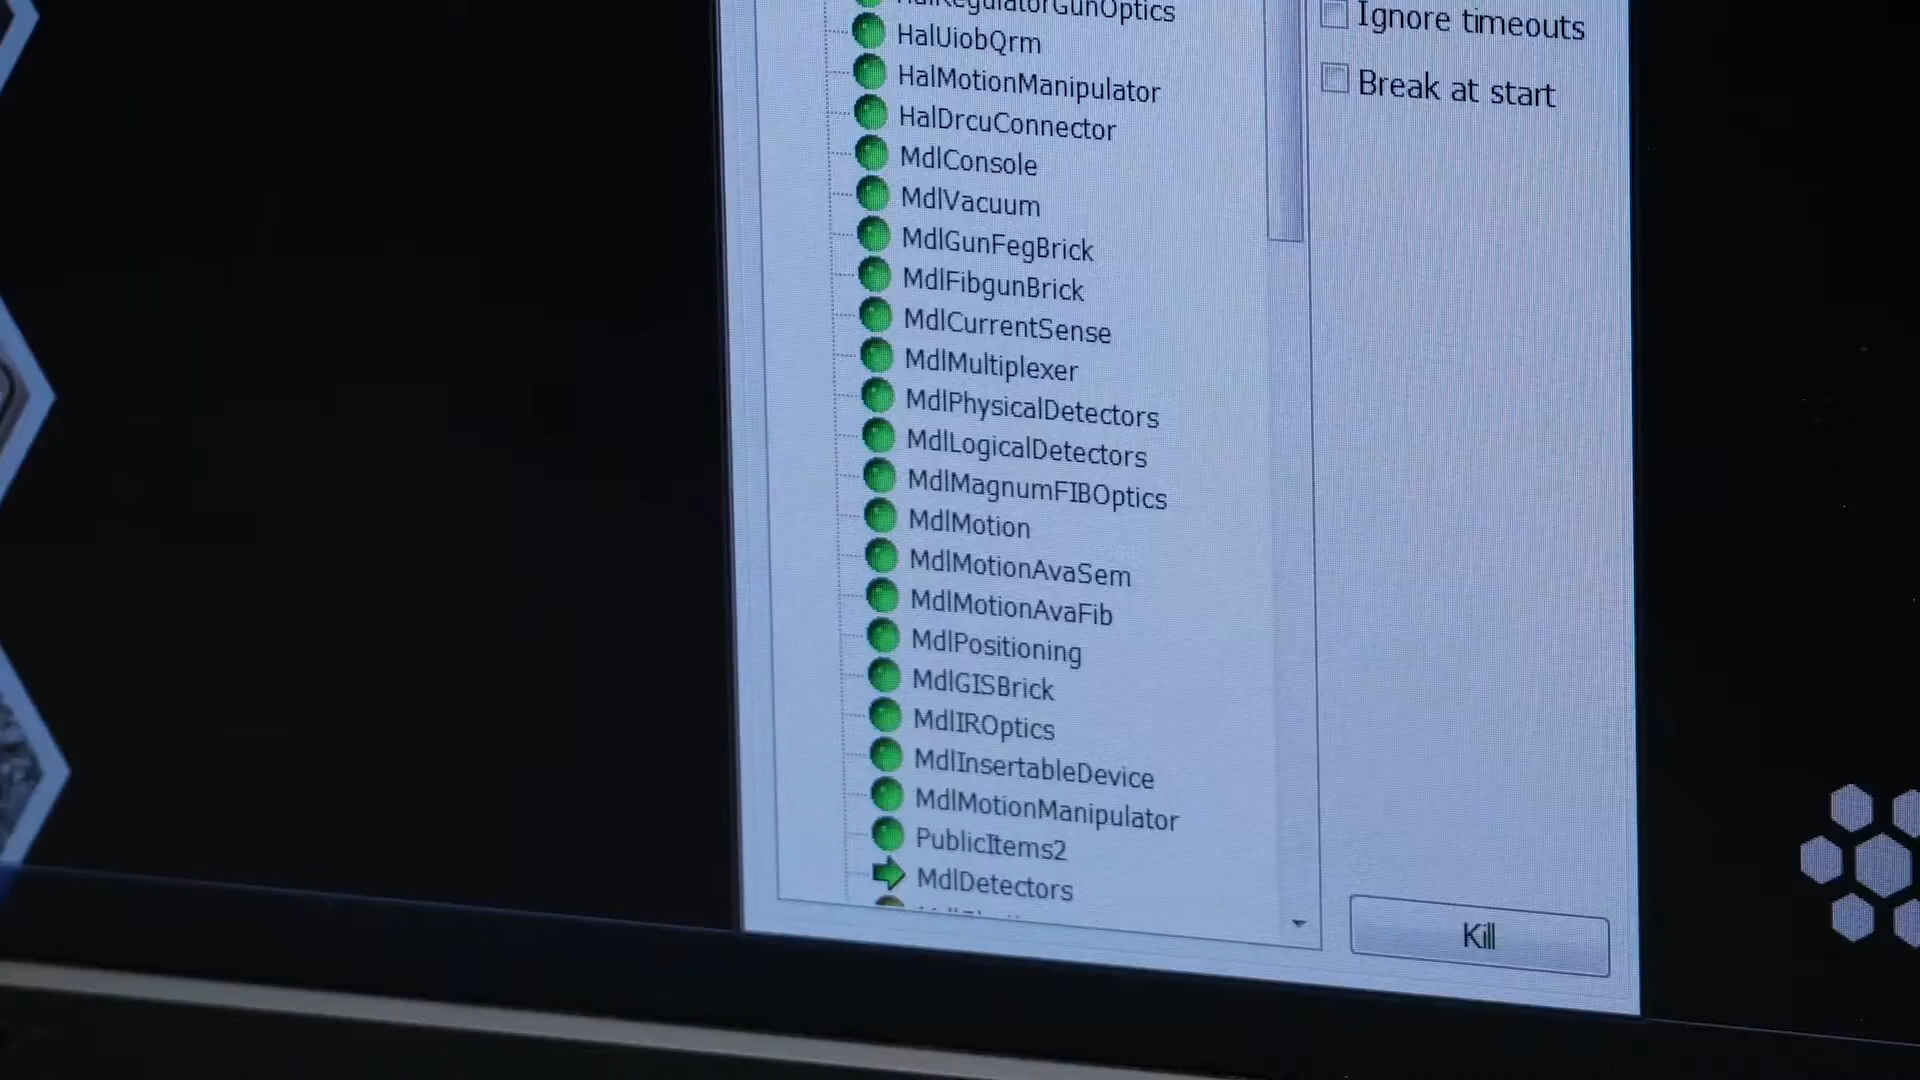 HalRegulatorGunOptics
HalUiobQrm
HalMotionManipulator
HalDrcuConnector
MdlConsole
MdlVacuum
MdlGunFegBrick
MdlFibgunBrick
MdlCurrentSense
MdlMultiplexer
MdlPhysicalDetectors
MdlLogicalDetectors
MdlMagnumFIBOptics
MdlMotion
MdlMotionAvaSem
MdlMotionAvaFib
MdlPositioning
MdlGISBrick
MdlIROptics
MdlInsertableDevice
MdlMotionManipulator
PublicItems2
MdlDetectors
Ignore timeouts
Break at start
Kill